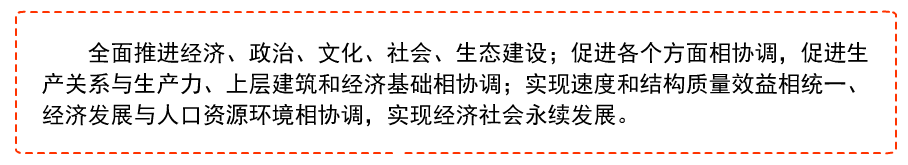 全面推进经济、政治、文化、社会、生态建设；促进各个方面相协调，促进生
产关系与生产力、上层建筑和经济基础相协调；实现速度和结构质量效益相统一、
经济发展与人口资源环境相协调，实现经济社会永续发展。